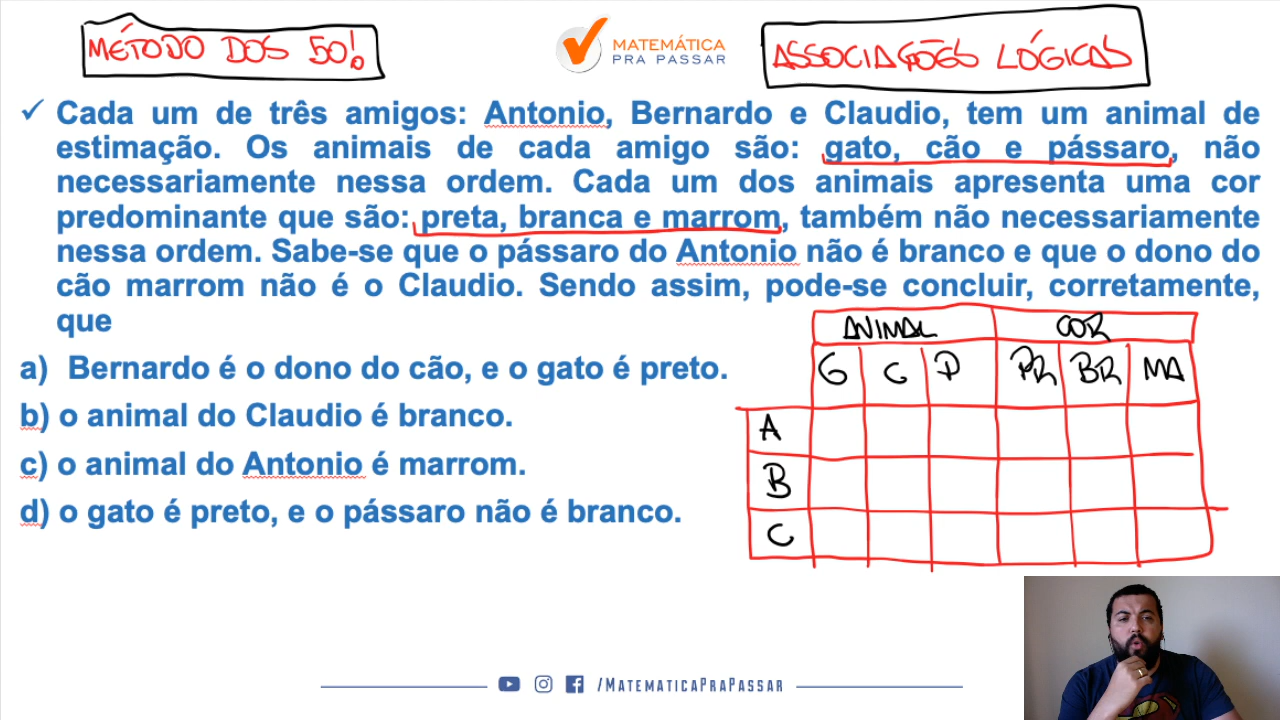 MÉTODO DOS 50!
MATEMÁTICA
PRA PASSAR
ASSOCIAÇÕES LÓGICAS
✓ Cada um de três amigos: Antonio, Bernardo e Claudio, tem um animal de
estimação. Os animais de cada amigo são: gato, cão e pássaro, não
necessariamente nessa ordem. Cada um dos animais apresenta uma cor
predominante que são: preta, branca e marrom, também não necessariamente
nessa ordem. Sabe-se que o pássaro do Antonio não é branco e que o dono do
cão marrom não é o Claudio. Sendo assim, pode-se concluir, corretamente,
que
a) Bernardo é o dono do cão, e o gato é preto.
b) o animal do Claudio é branco.
c) o animal do Antonio é marrom.
d) o gato é preto, e o pássaro não é branco.
ANIMAL COR
G C P PR BR MA
A
B
C
/MATEMATICAPRAPASSAR